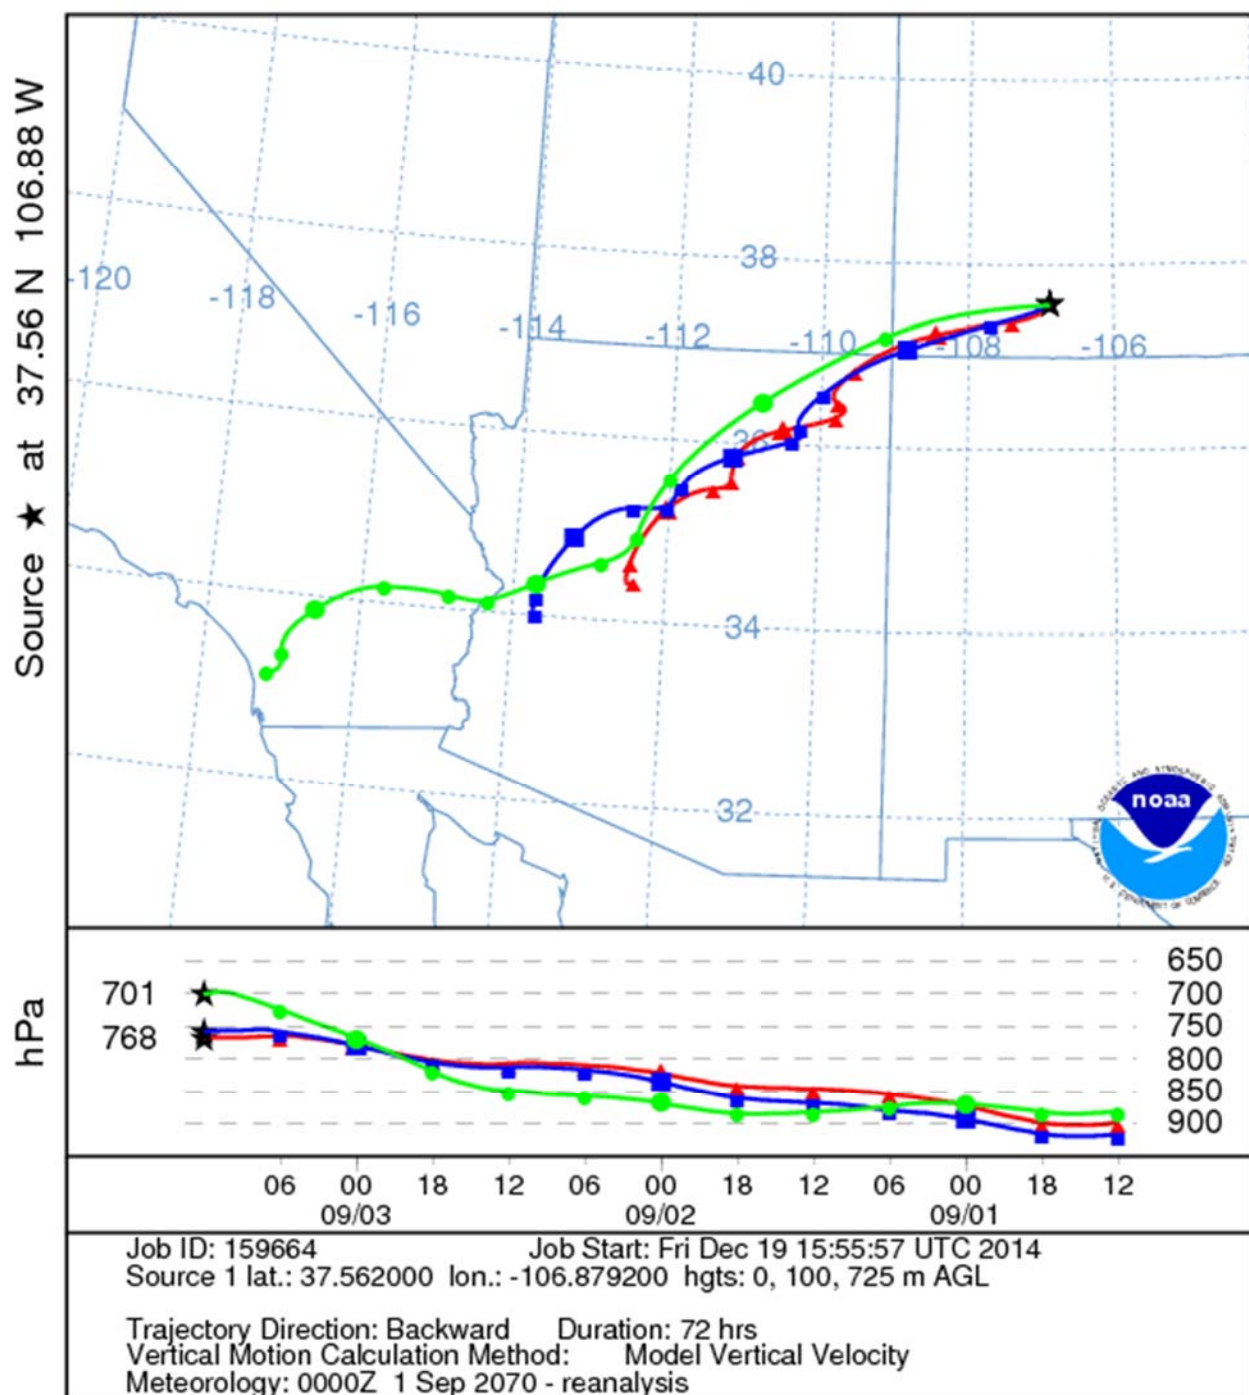 Source ★ at 37.56 N 106.88 W
40
38
-120
-118
-116
-114
-112
-110
-108
-106
36
34
32
noaa
hPa
701
768
650
700
750
800
850
900
06 00 18 12 06 00 18 12 06 00 18 12
09/03 09/02 09/01
Job ID: 159664 Job Start: Fri Dec 19 15:55:57 UTC 2014
Source 1 lat.: 37.562000 lon.: -106.879200 hgts: 0, 100, 725 m AGL
Trajectory Direction: Backward Duration: 72 hrs
Vertical Motion Calculation Method: Model Vertical Velocity
Meteorology: 0000Z 1 Sep 2070 - reanalysis